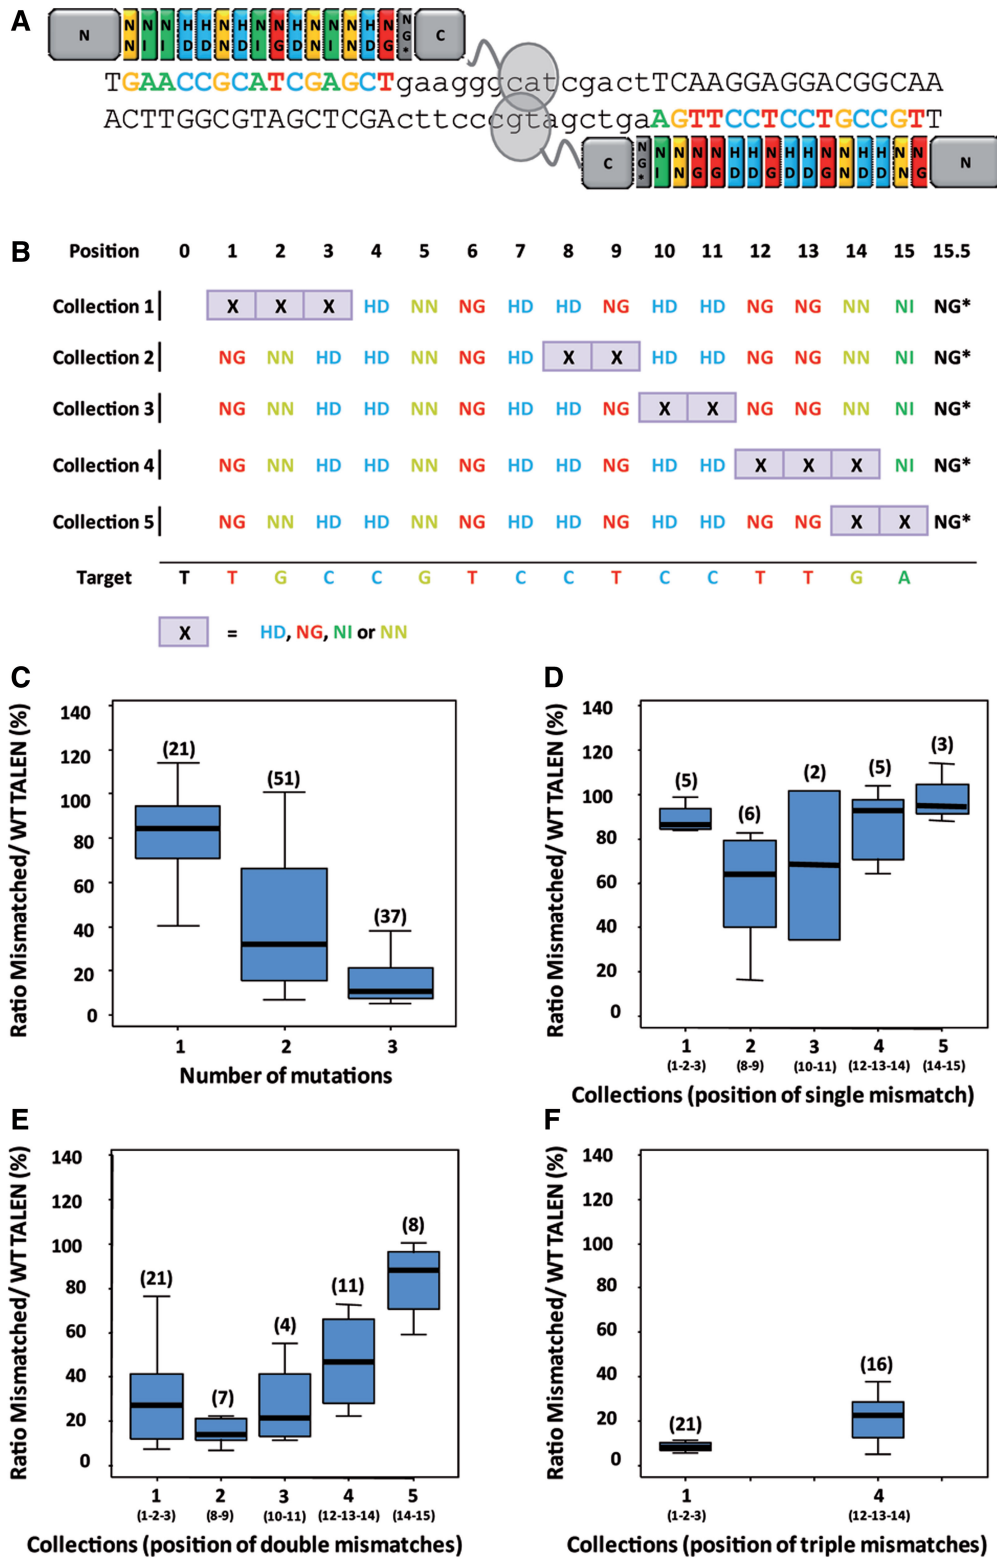 A
N NN NI NI HD HD NN HD NI NG HD NN NI NN HD NG NG* C
TGAACCGCATCGAGCTgaagggcatcgactTCAAGGAGGACGGCAA
ACTTGGCGTAGCTCGActtcccgtagctgaAGTTCCTCCTGCCGTT
C NG* NI NN NG NG HD HD NG HD HD NG NN HD HD NN NG N
B
Position 0 1 2 3 4 5 6 7 8 9 10 11 12 13 14 15 15.5
Collection 1 X X X HD NN NG HD HD NG HD HD NG NG NN NI NG*
Collection 2 NG NN HD HD NN NG HD X X HD HD NG NG NN NI NG*
Collection 3 NG NN HD HD NN NG HD HD NG X X NG NG NN NI NG*
Collection 4 NG NN HD HD NN NG HD HD NG HD HD X X X NI NG*
Collection 5 NG NN HD HD NN NG HD HD NG HD HD NG NG X X NG*
Target T T G C C G T C C T C C T T G A
X = HD, NG, NI or NN
C
Ratio Mismatched/ WT TALEN (%)
140
120
100
80
60
40
20
0
(21)
(51)
(37)
1 2 3
Number of mutations
D
Ratio Mismatched/ WT TALEN (%)
140
120
100
80
60
40
20
0
(5)
(6)
(2)
(5)
(3)
1 2 3 4 5
(1-2-3) (8-9) (10-11) (12-13-14) (14-15)
Collections (position of single mismatch)
E
Ratio Mismatched/ WT TALEN (%)
140
120
100
80
60
40
20
0
(21)
(7)
(4)
(11)
(8)
1 2 3 4 5
(1-2-3) (8-9) (10-11) (12-13-14) (14-15)
Collections (position of double mismatches)
F
Ratio Mismatched/ WT TALEN (%)
140
120
100
80
60
40
20
0
(21)
(16)
1 4
(1-2-3) (12-13-14)
Collections (position of triple mismatches)